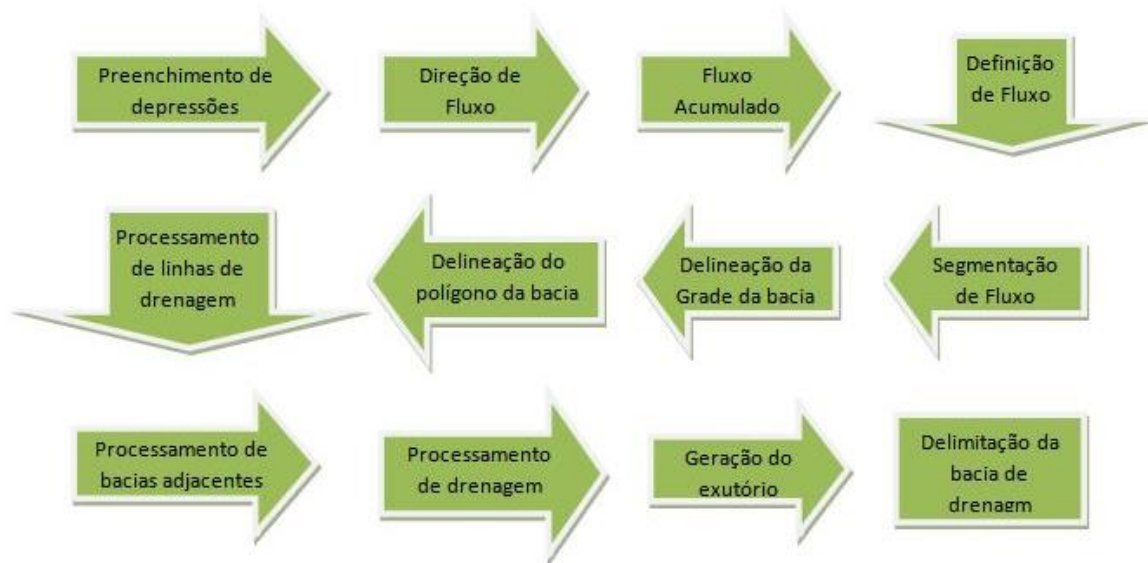 Preenchimento de
depressões
Direção de
Fluxo
Fluxo
Acumulado
Definição
de Fluxo
Segmentação
de Fluxo
Delineação da
Grade da bacia
Delineação do
polígono da bacia
Processamento
de linhas de
drenagem
Processamento de
bacias adjacentes
Processamento
de drenagem
Geração do
exutório
Delimitação da
bacia de
drenagm